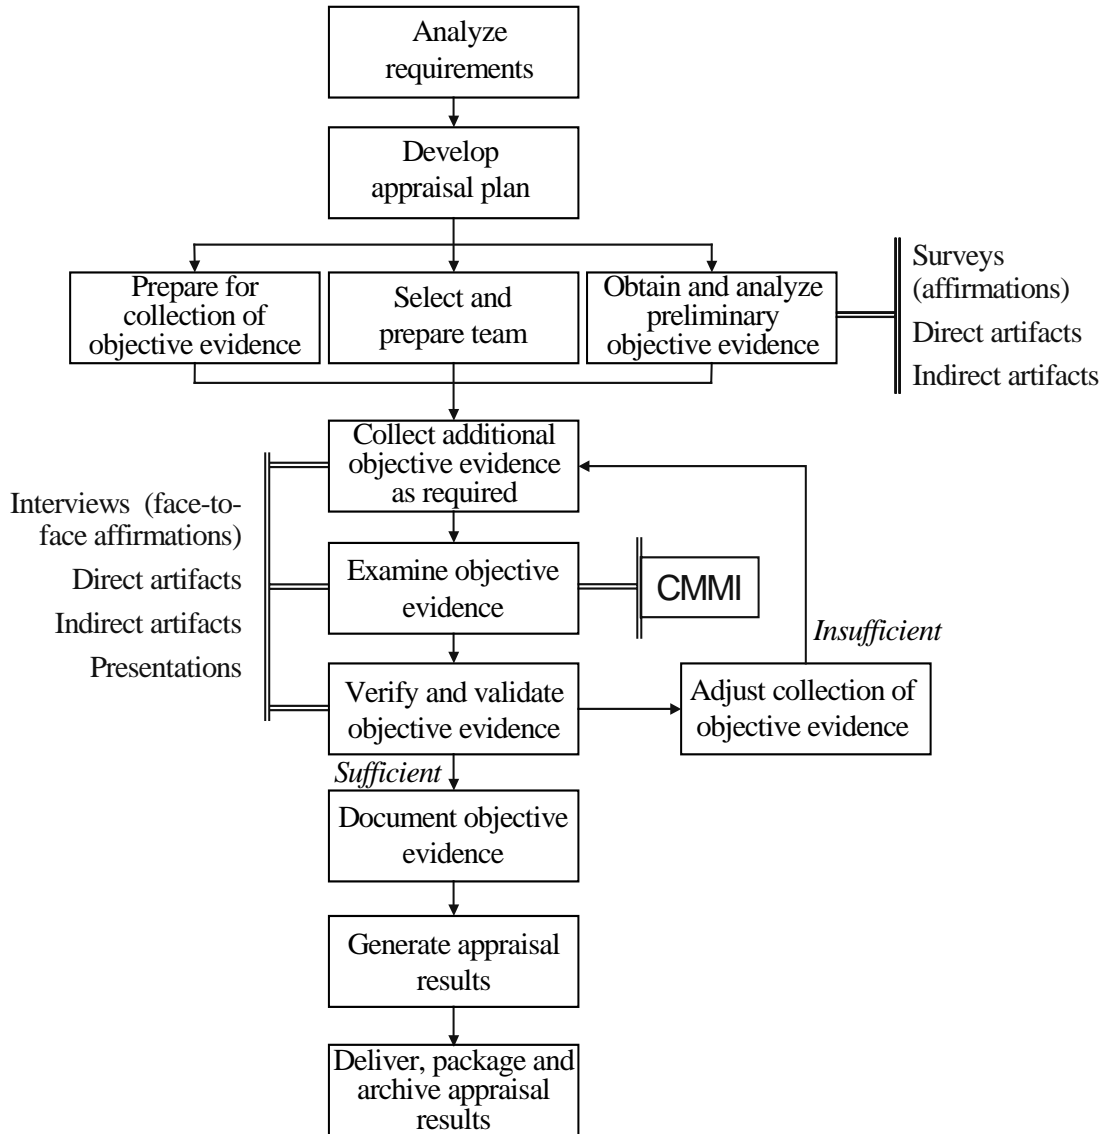 Analyze
requirements
Develop
appraisal plan
Prepare for
collection of
objective evidence
Select and
prepare team
Obtain and analyze
preliminary
objective evidence
Surveys
(affirmations)
Direct artifacts
Indirect artifacts
Collect additional
objective evidence
as required
Interviews (face-to-
face affirmations)
Direct artifacts
Indirect artifacts
Presentations
Examine objective
evidence
CMMI
Insufficient
Verify and validate
objective evidence
Adjust collection of
objective evidence
Sufficient
Document objective
evidence
Generate appraisal
results
Deliver, package and
archive appraisal
results